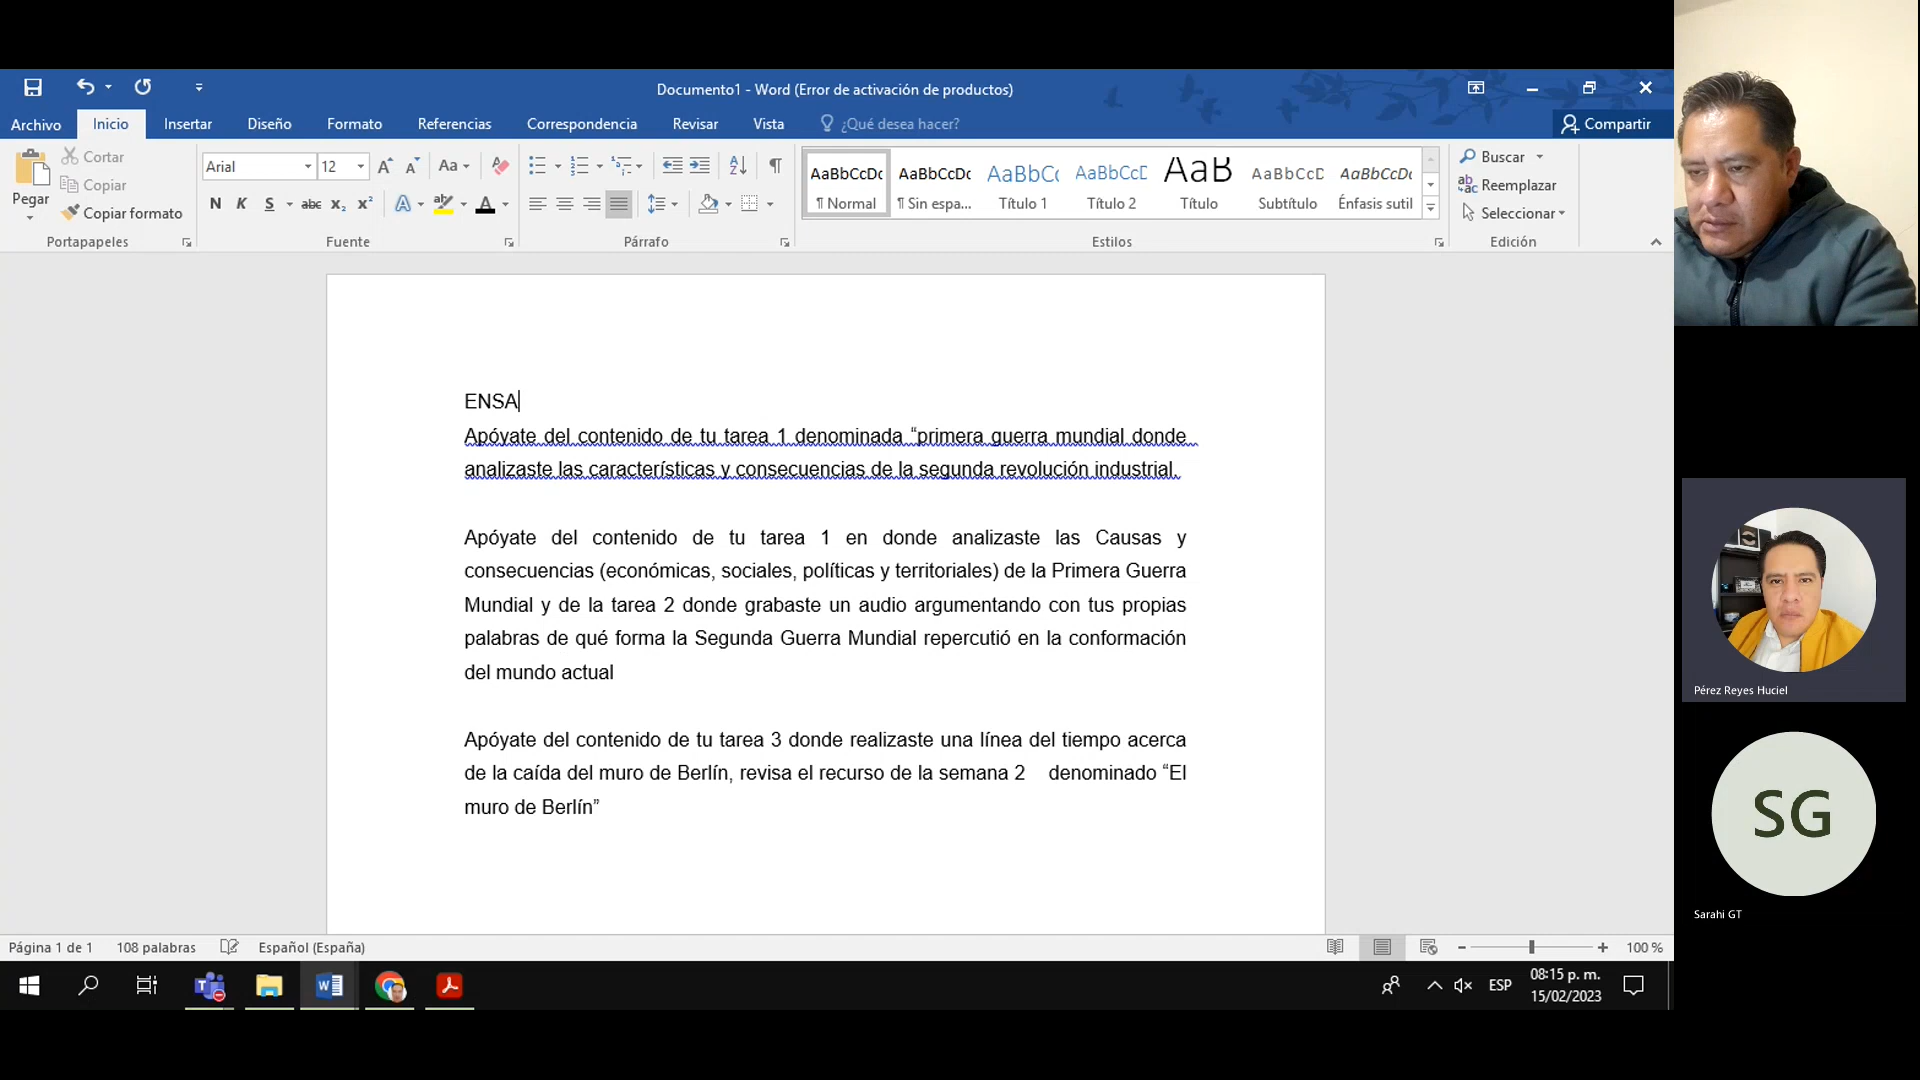 Documento1 - Word (Error de activación de productos)
Archivo Inicio Insertar Diseño Formato Referencias Correspondencia Revisar Vista ¿Qué desea hacer? Compartir
Pegar
Cortar
Copiar
Copiar formato
Portapapeles
Arial 12
Aa
N K S abc x₂ x²
A A
Fuente
Párrafo
AaBbCcDc AaBbCcDc AaBbCc AaBbCcD AaB AaBbCcD AaBbCcDc
¶ Normal ¶ Sin espa... Título 1 Título 2 Título Subtítulo Énfasis sutil
Estilos
Buscar
Reemplazar
Seleccionar
Edición
ENSA
Apóyate del contenido de tu tarea 1 denominada “primera guerra mundial donde
analizaste las características y consecuencias de la segunda revolución industrial.
Apóyate del contenido de tu tarea 1 en donde analizaste las Causas y
consecuencias (económicas, sociales, políticas y territoriales) de la Primera Guerra
Mundial y de la tarea 2 donde grabaste un audio argumentando con tus propias
palabras de qué forma la Segunda Guerra Mundial repercutió en la conformación
del mundo actual
Apóyate del contenido de tu tarea 3 donde realizaste una línea del tiempo acerca
de la caída del muro de Berlín, revisa el recurso de la semana 2 denominado “El
muro de Berlín”
Página 1 de 1 108 palabras Español (España) 100 %
ESP
08:15 p. m.
15/02/2023
Pérez Reyes Huciel
SG
Sarahi GT